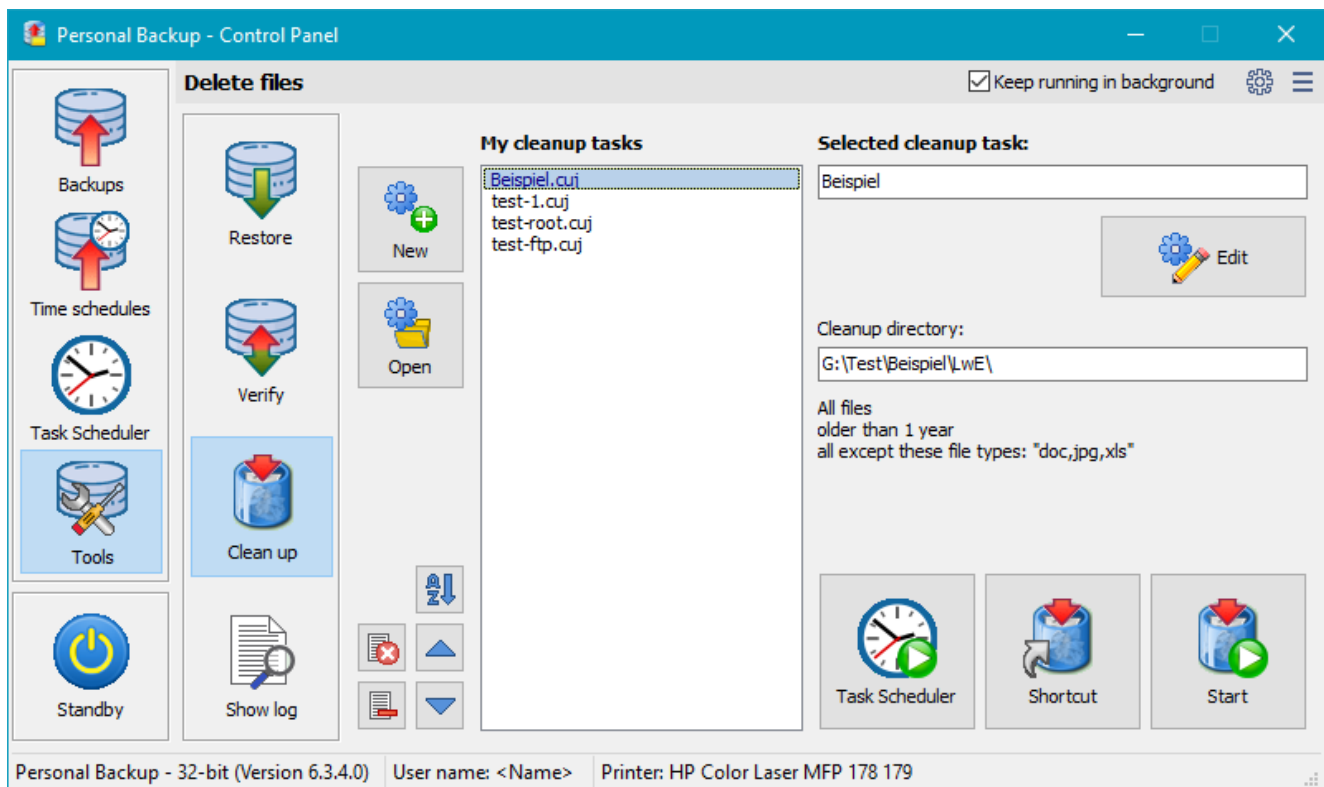 Personal Backup - Control Panel
Delete files
Keep running in background
Backups
Time schedules
Task Scheduler
Tools
Standby
Restore
Verify
Clean up
Show log
New
Open
My cleanup tasks
Beispiel.cuj
test-1.cuj
test-root.cuj
test-ftp.cuj
Selected cleanup task:
Beispiel
Edit
Cleanup directory:
G:\Test\Beispiel\LwE\
All files
older than 1 year
all except these file types: "doc,jpg,xls"
A
Z
Task Scheduler
Shortcut
Start
Personal Backup - 32-bit (Version 6.3.4.0) User name: <Name> Printer: HP Color Laser MFP 178 179